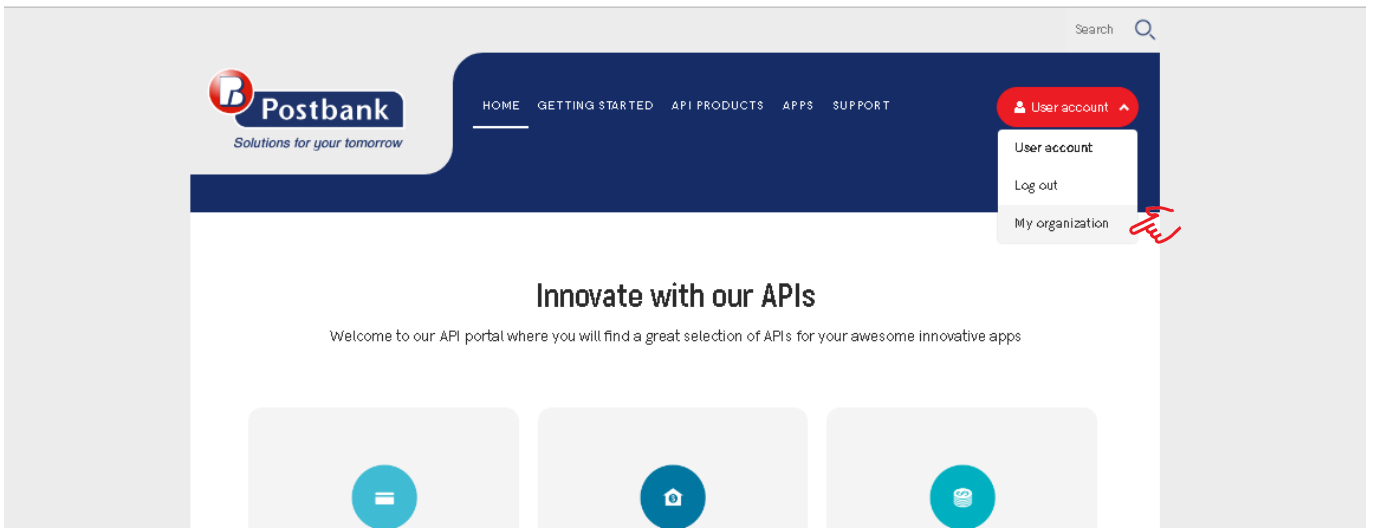 Search
Postbank
Solutions for your tomorrow
HOME GETTING STARTED API PRODUCTS APPS SUPPORT
User account
User account
Log out
My organization
Innovate with our APIs
Welcome to our API portal where you will find a great selection of APIs for your awesome innovative apps